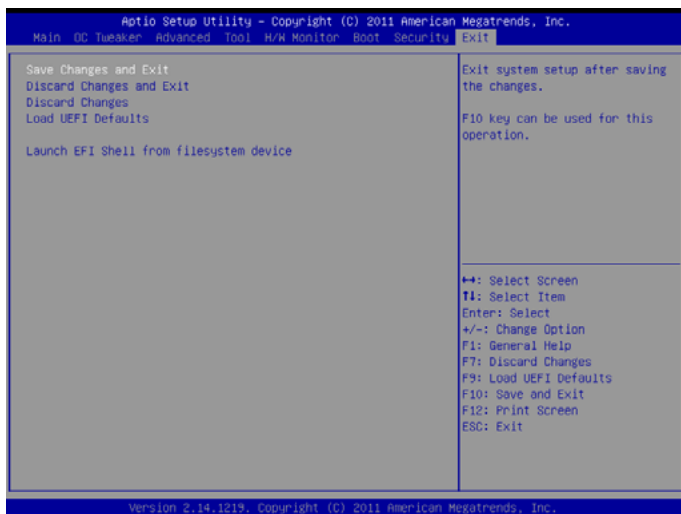 Aptio Setup Utility – Copyright (C) 2011 American Megatrends, Inc.
Main OC Tweaker Advanced Tool H/W Monitor Boot Security Exit
Save Changes and Exit
Discard Changes and Exit
Discard Changes
Load UEFI Defaults
Launch EFI Shell from filesystem device
Exit system setup after saving
the changes.
F10 key can be used for this
operation.
↔: Select Screen
↑↓: Select Item
Enter: Select
+/-: Change Option
F1: General Help
F7: Discard Changes
F9: Load UEFI Defaults
F10: Save and Exit
F12: Print Screen
ESC: Exit
Version 2.14.1219. Copyright (C) 2011 American Megatrends, Inc.